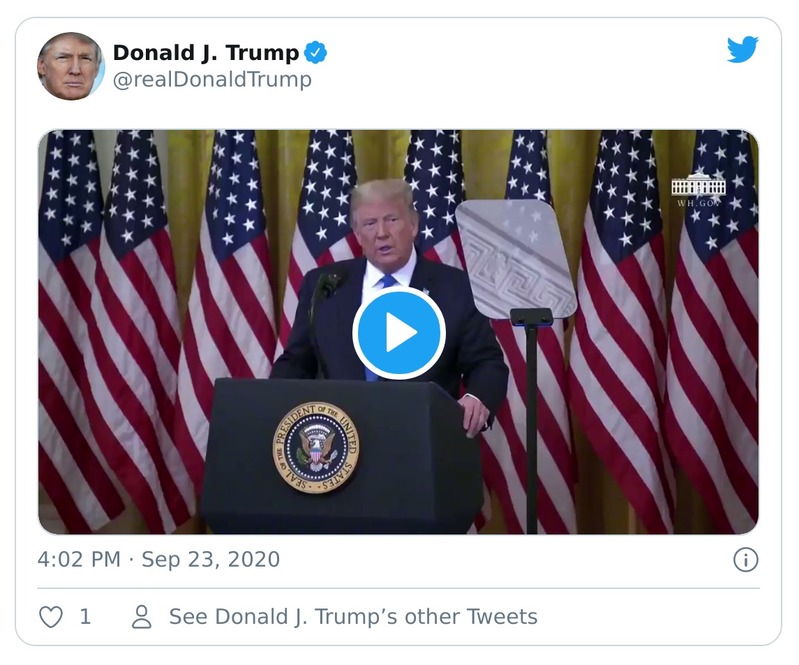 Donald J. Trump
@realDonaldTrump
WH.GOV
SEAL OF THE PRESIDENT OF THE UNITED STATES
4:02 PM · Sep 23, 2020
1
See Donald J. Trump’s other Tweets